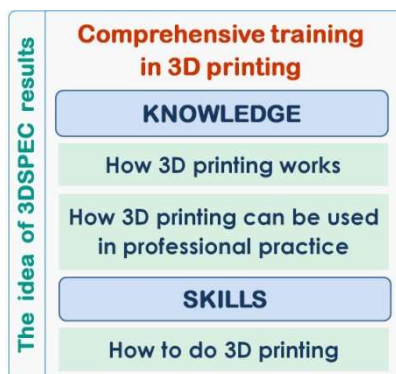 The idea of 3DSPEC results
Comprehensive training
in 3D printing
KNOWLEDGE
How 3D printing works
How 3D printing can be used
in professional practice
SKILLS
How to do 3D printing